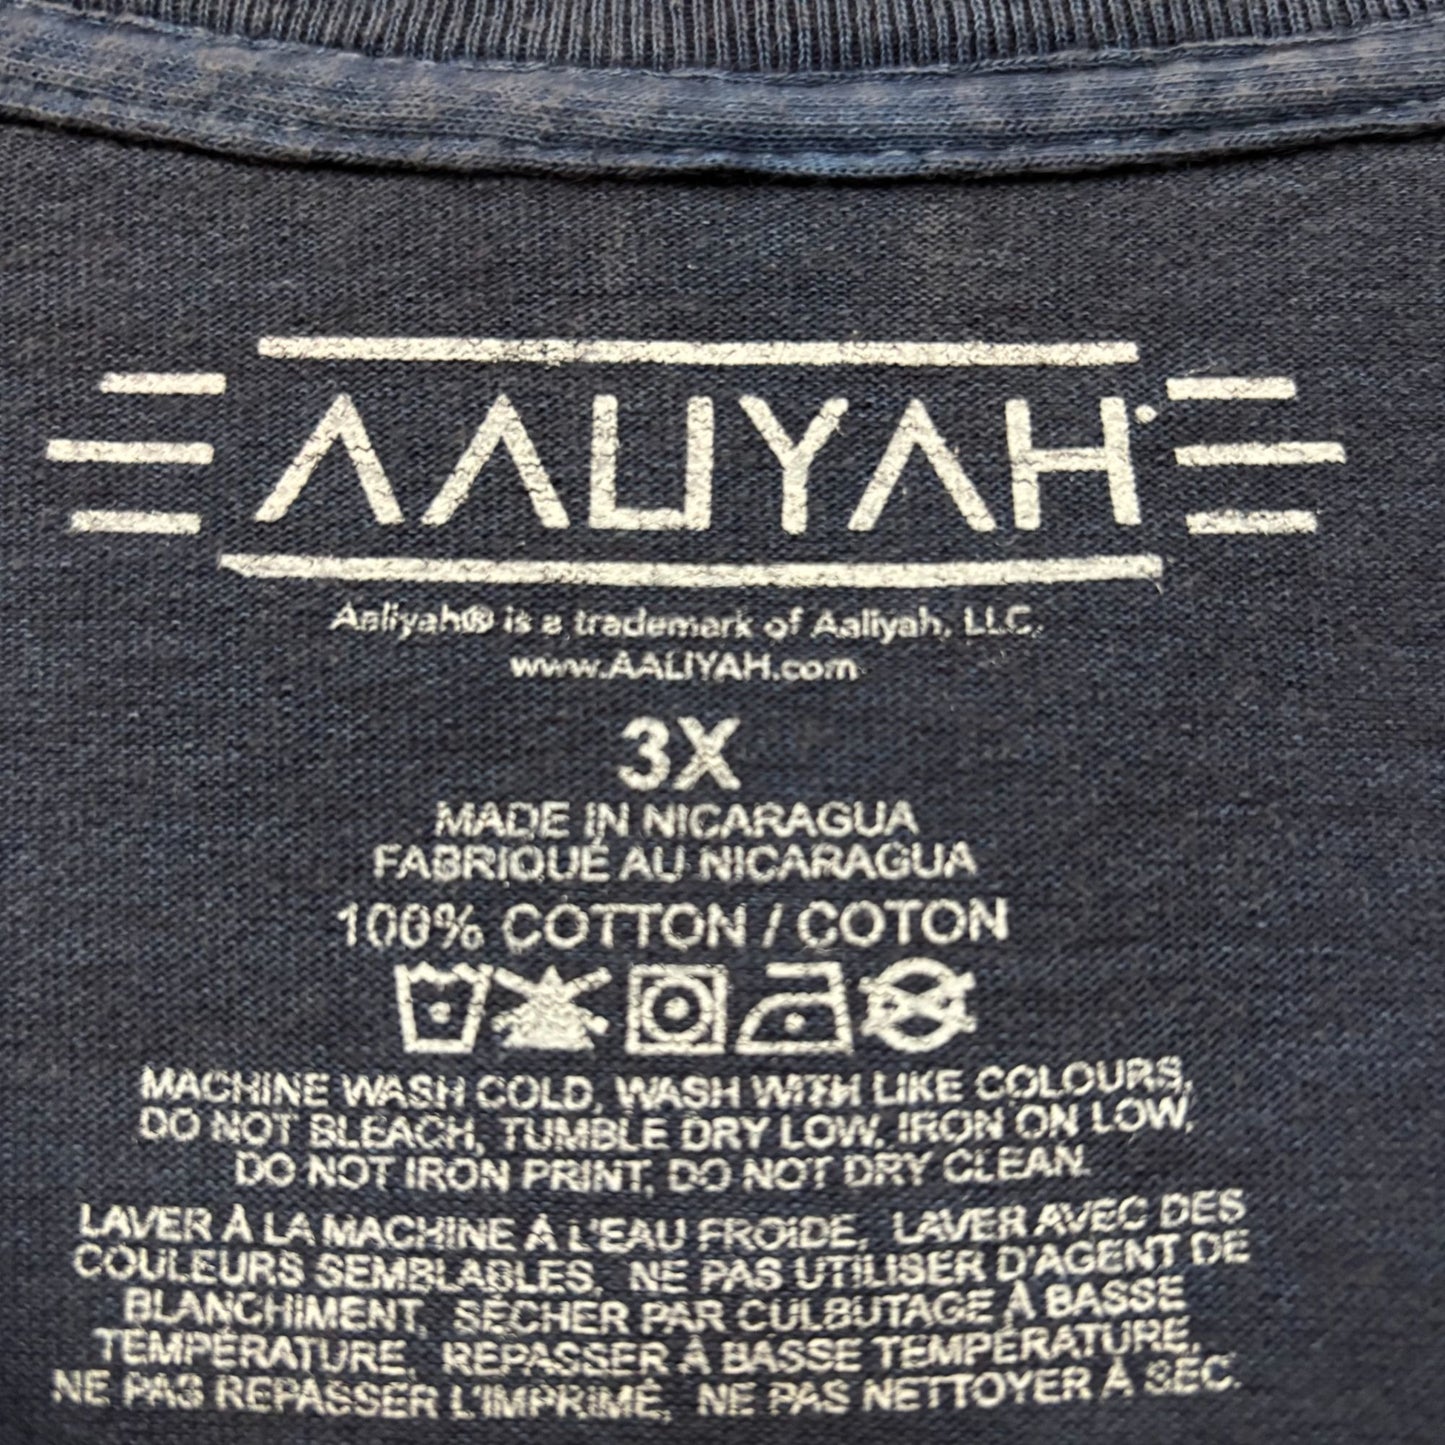 AALIYAH
Aaliyah® is a trademark of Aaliyah, LLC.
www.AALIYAH.com
3X
MADE IN NICARAGUA
FABRIQUÉ AU NICARAGUA
100% COTTON / COTON
MACHINE WASH COLD, WASH WITH LIKE COLOURS,
DO NOT BLEACH, TUMBLE DRY LOW, IRON ON LOW,
DO NOT IRON PRINT, DO NOT DRY CLEAN.
LAVER À LA MACHINE À L'EAU FROIDE, LAVER AVEC DES
COULEURS SEMBLABLES, NE PAS UTILISER D'AGENT DE
BLANCHIMENT, SÉCHER PAR CULBUTAGE À BASSE
TEMPÉRATURE, REPASSER À BASSE TEMPÉRATURE,
NE PAS REPASSER L'IMPRIMÉ, NE PAS NETTOYER À SEC.